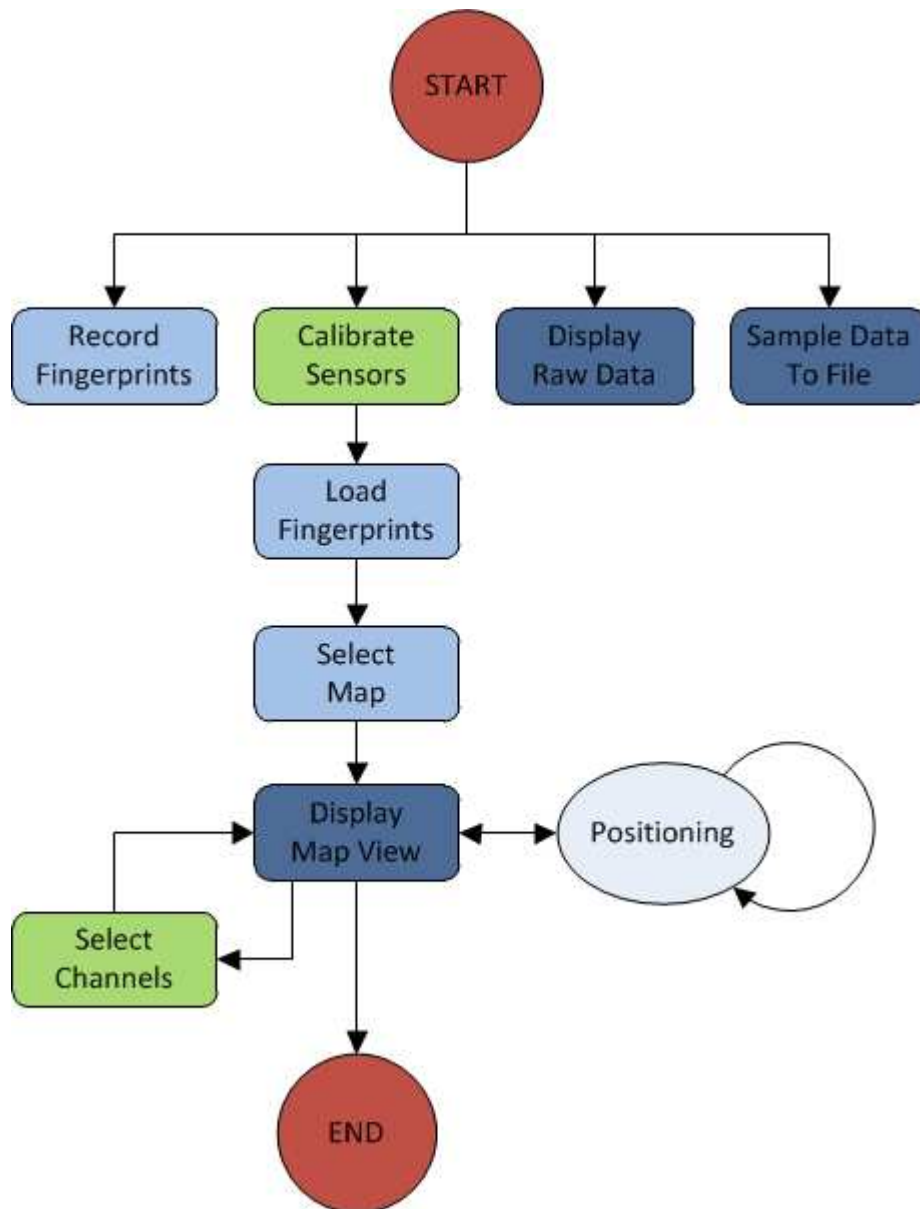 START
Record
Fingerprints
Calibrate
Sensors
Display
Raw Data
Sample Data
To File
Load
Fingerprints
Select
Map
Display
Map View
Positioning
Select
Channels
END